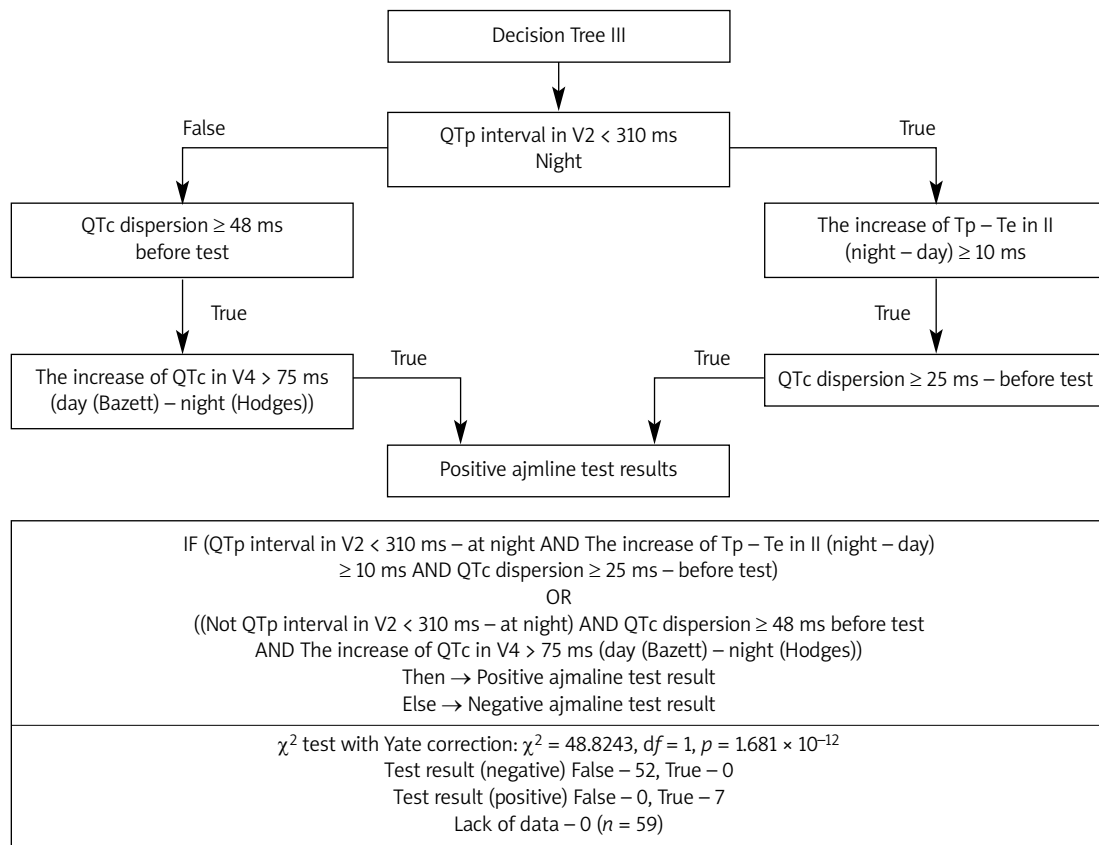 Decision Tree III
False
QTp interval in V2 < 310 ms
Night
True
QTc dispersion ≥ 48 ms
before test
The increase of Tp – Te in II
(night – day) ≥ 10 ms
True
True
The increase of QTc in V4 > 75 ms
(day (Bazett) – night (Hodges))
True
True
QTc dispersion ≥ 25 ms – before test
Positive ajmline test results
IF (QTp interval in V2 < 310 ms – at night AND The increase of Tp – Te in II (night – day)
≥ 10 ms AND QTc dispersion ≥ 25 ms – before test)
OR
((Not QTp interval in V2 < 310 ms – at night) AND QTc dispersion ≥ 48 ms before test
AND The increase of QTc in V4 > 75 ms (day (Bazett) – night (Hodges))
Then → Positive ajmaline test result
Else → Negative ajmaline test result
χ² test with Yate correction: χ² = 48.8243, df = 1, p = 1.681 × 10⁻¹²
Test result (negative) False – 52, True – 0
Test result (positive) False – 0, True – 7
Lack of data – 0 (n = 59)